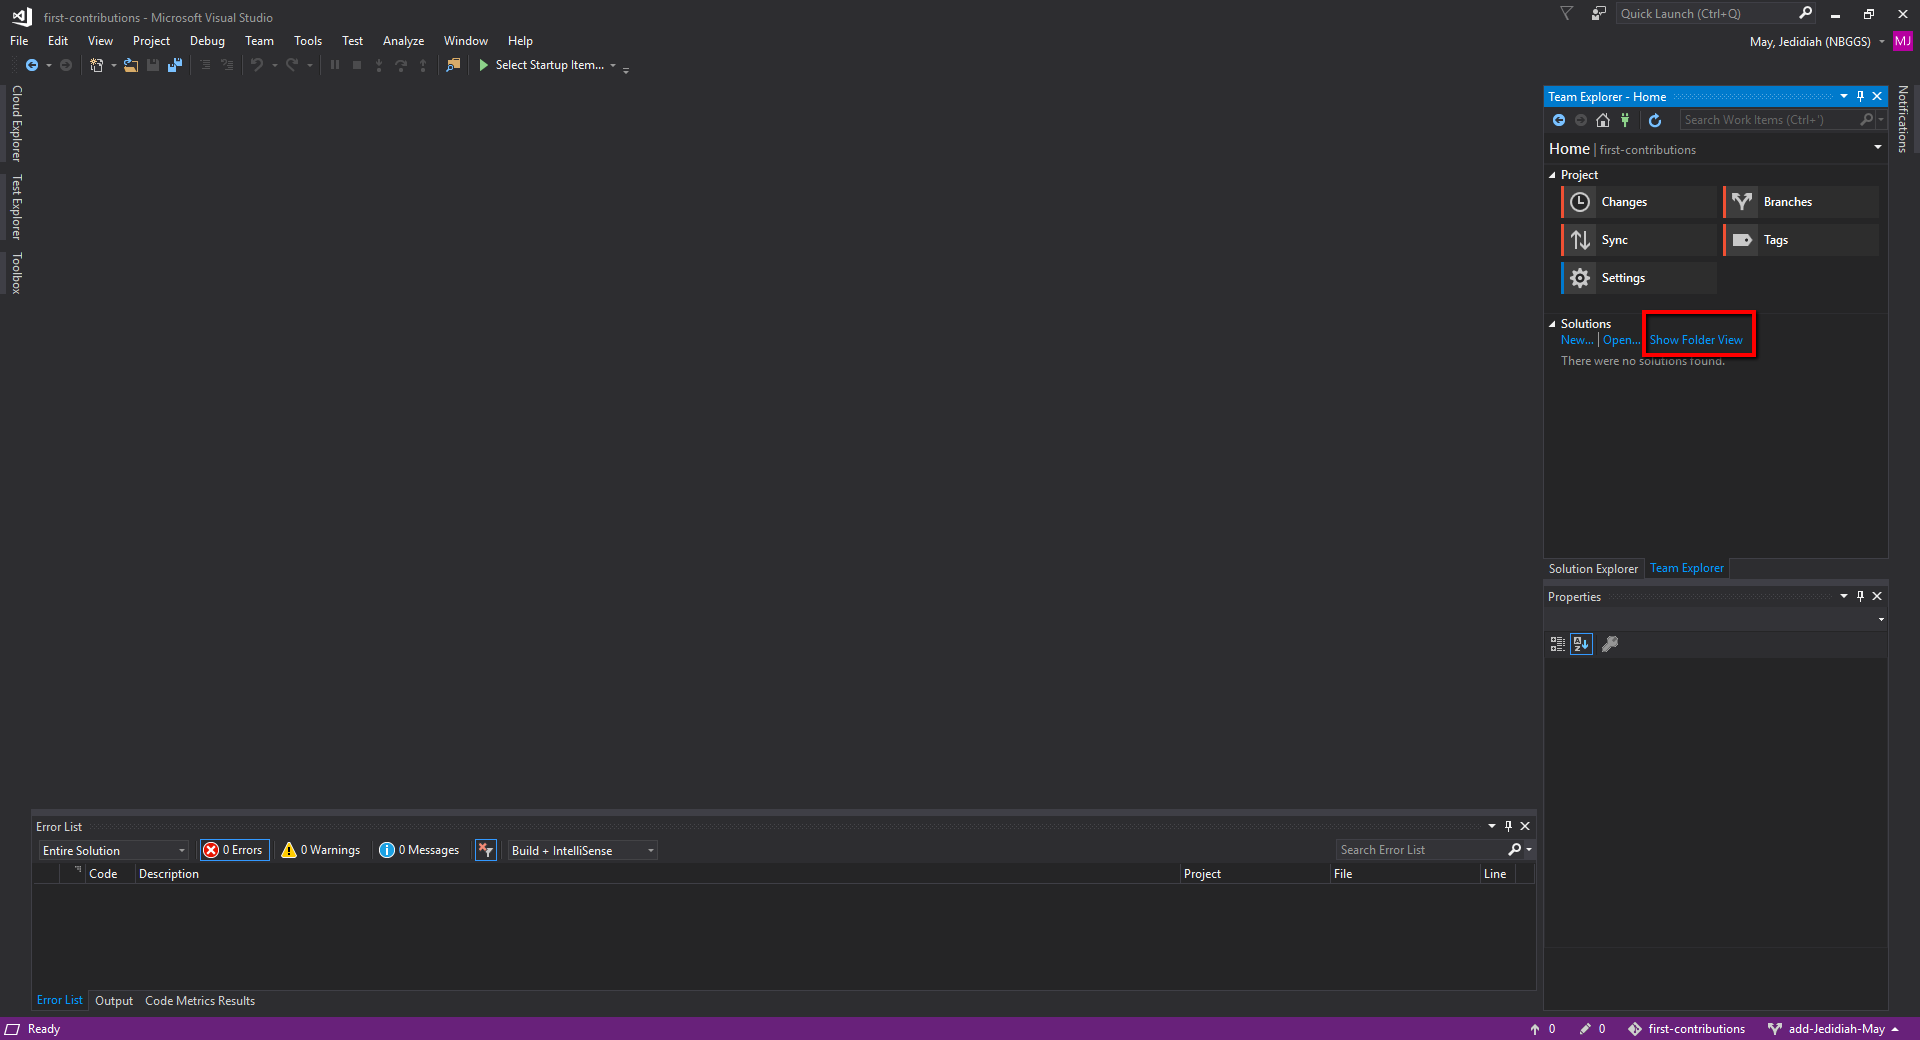 first-contributions - Microsoft Visual Studio
Quick Launch (Ctrl+Q)
File Edit View Project Debug Team Tools Test Analyze Window Help
May, Jedidiah (NBGGS) MJ
Select Startup Item...
Cloud Explorer
Test Explorer
Toolbox
Team Explorer - Home
Search Work Items (Ctrl+')
Home | first-contributions
Project
Changes Branches
Sync Tags
Settings
Solutions
New... | Open... Show Folder View
There were no solutions found.
Solution Explorer Team Explorer
Notifications
Properties
Error List
Entire Solution 0 Errors 0 Warnings 0 Messages Build + IntelliSense Search Error List
Code Description Project File Line
Error List Output Code Metrics Results
Ready 0 0 first-contributions add-Jedidiah-May